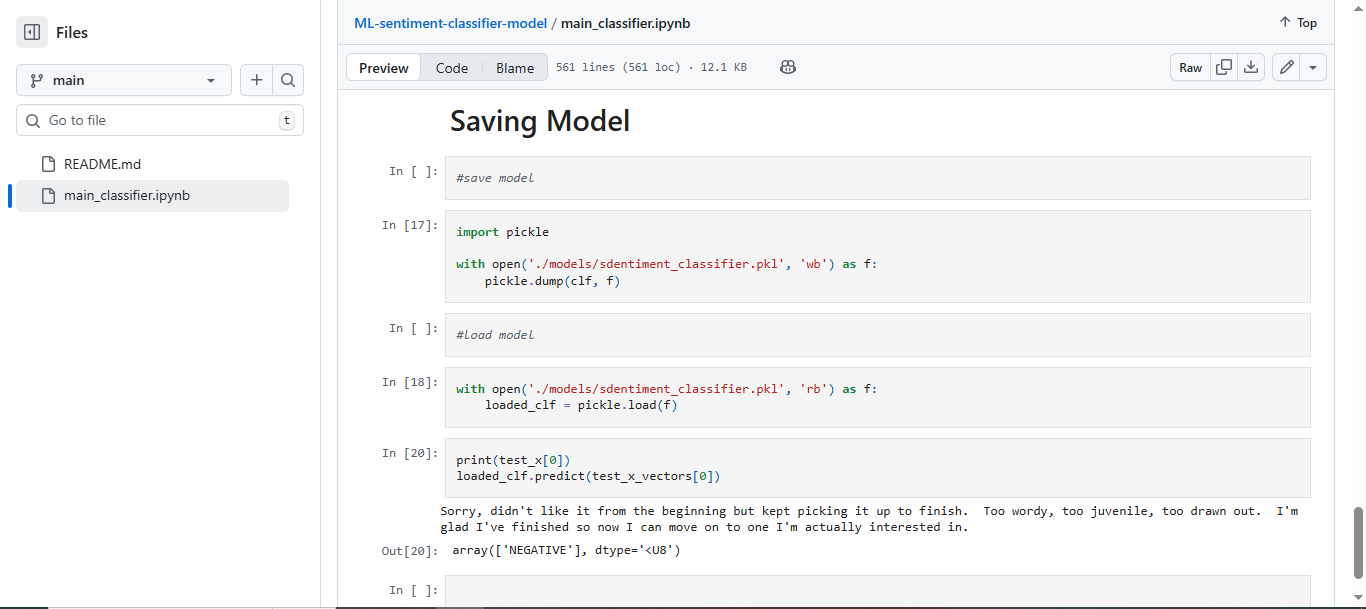 Files
main
Go to file
t
README.md
main_classifier.ipynb
ML-sentiment-classifier-model / main_classifier.ipynb
Top
Preview
Code
Blame
561 lines (561 loc) · 12.1 KB
Raw
Saving Model
In [ ]:
#save model
In [17]:
import pickle
with open('./models/sdentiment_classifier.pkl', 'wb') as f:
    pickle.dump(clf, f)
In [ ]:
#load model
In [18]:
with open('./models/sdentiment_classifier.pkl', 'rb') as f:
    loaded_clf = pickle.load(f)
In [20]:
print(test_x[0])
loaded_clf.predict(test_x_vectors[0])
Sorry, didn't like it from the beginning but kept picking it up to finish.  Too wordy, too juvenile, too drawn out.  I'm
glad I've finished so now I can move on to one I'm actually interested in.
Out[20]:
array(['NEGATIVE'], dtype='<U8')
In [ ]: